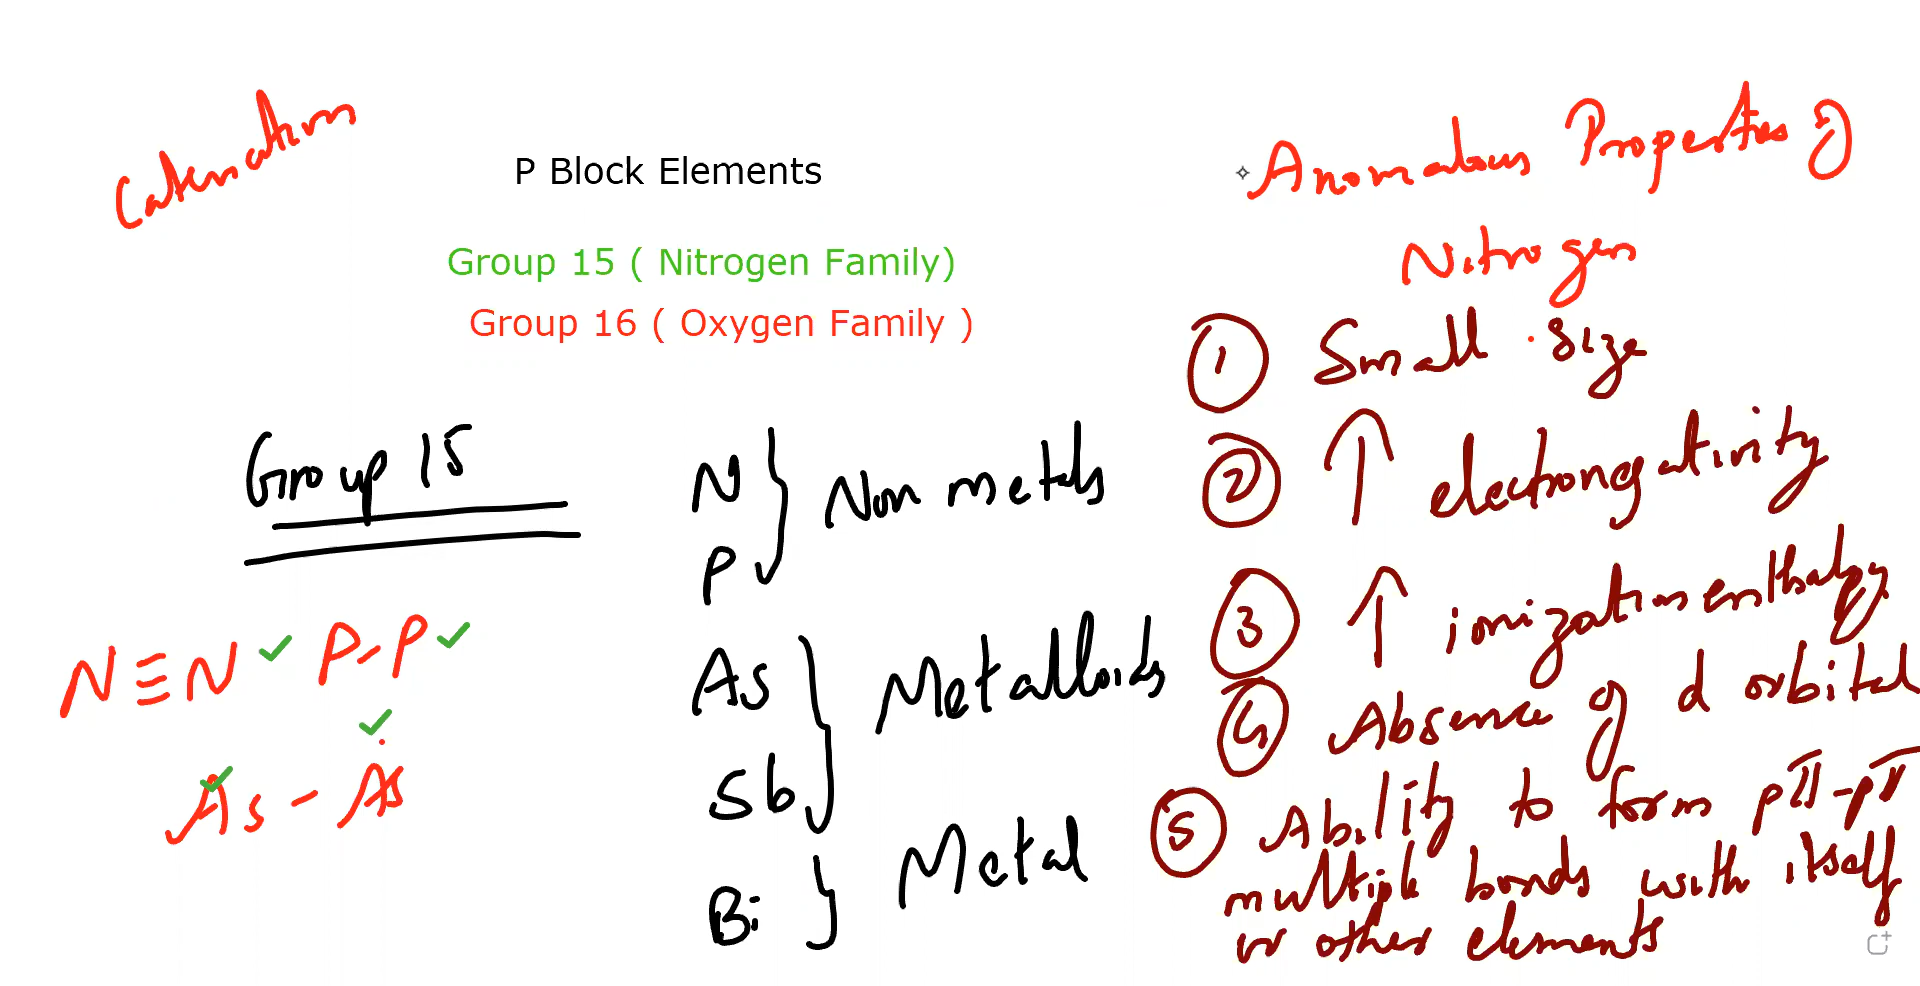 Catenation
P Block Elements
Group 15 ( Nitrogen Family)
Group 16 ( Oxygen Family )
Group 15
N≡N ✓ P-P ✓
✓
As - As
N } Non metals
P
As } Metalloids
Sb
Bi } Metal
Anomalous Properties of
Nitrogen
① Small size
② ↑ electrongativity
③ ↑ ionization enthalpy
④ Absence of d orbital
⑤ Ability to form pπ-pπ
multiple bonds with itself
or other elements